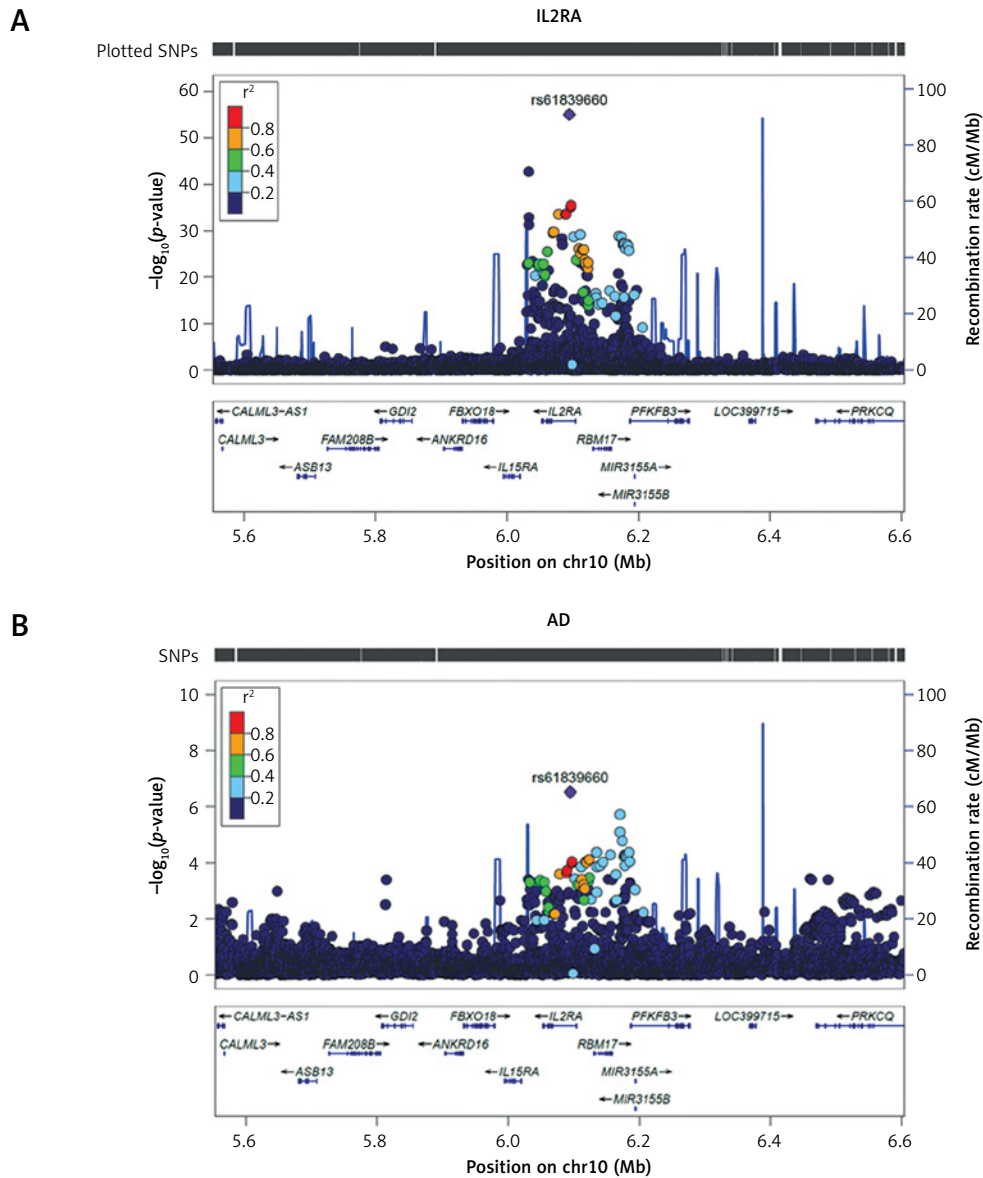 A
IL2RA
Plotted SNPs
r²
0.8
0.6
0.4
0.2
rs61839660
60
50
40
30
20
10
0
–log₁₀(p-value)
100
80
60
40
20
0
Recombination rate (cM/Mb)
←CALML3−AS1 ←GDI2 FBXO18→ ←IL2RA PFKFB3→ LOC399715→ ←PRKCQ
CALML3→ FAM208B→ ←ANKRD16 RBM17→
←ASB13 ←IL15RA MIR3155A→
←MIR3155B
5.6 5.8 6.0 6.2 6.4 6.6
Position on chr10 (Mb)
B
AD
SNPs
r²
0.8
0.6
0.4
0.2
rs61839660
10
8
6
4
2
0
–log₁₀(p-value)
100
80
60
40
20
0
Recombination rate (cM/Mb)
←CALML3−AS1 ←GDI2 FBXO18→ ←IL2RA PFKFB3→ LOC399715→ ←PRKCQ
CALML3→ FAM208B→ ←ANKRD16 RBM17→
←ASB13 ←IL15RA MIR3155A→
←MIR3155B
5.6 5.8 6.0 6.2 6.4 6.6
Position on chr10 (Mb)